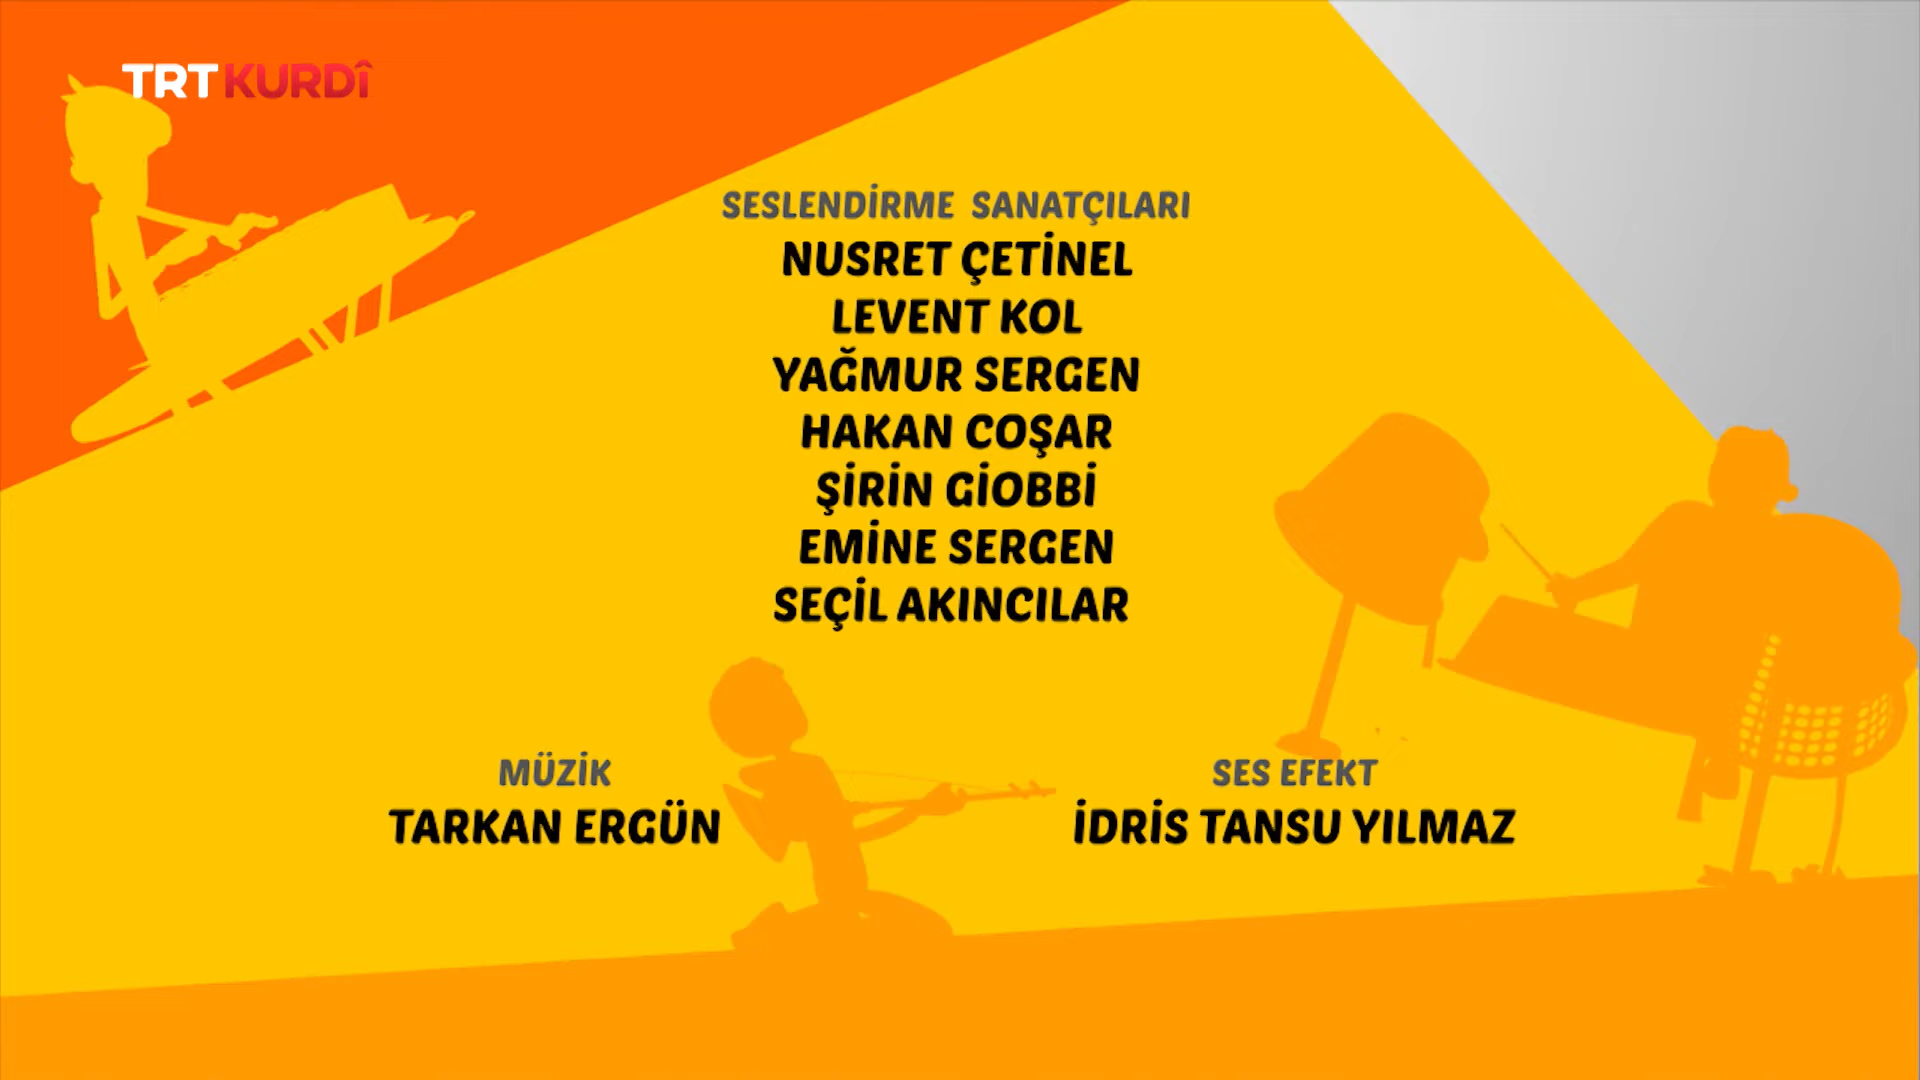 TRT KURDÎ
SESLENDİRME SANATÇILARI
NUSRET ÇETİNEL
LEVENT KOL
YAĞMUR SERGEN
HAKAN COŞAR
ŞİRİN GİOBBİ
EMİNE SERGEN
SEÇİL AKINCILAR
MÜZİK
TARKAN ERGÜN
SES EFEKT
İDRİS TANSU YILMAZ